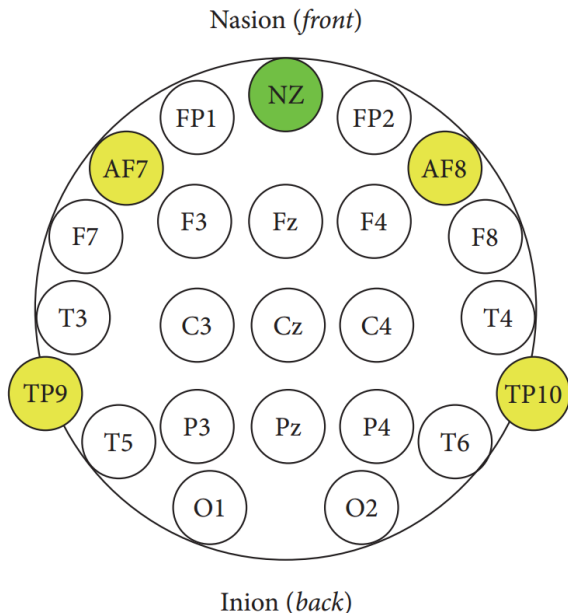 Nasion (front)
NZ
FP1 FP2
AF7 AF8
F7 F3 Fz F4 F8
T3 C3 Cz C4 T4
TP9 TP10
T5 P3 Pz P4 T6
O1 O2
Inion (back)